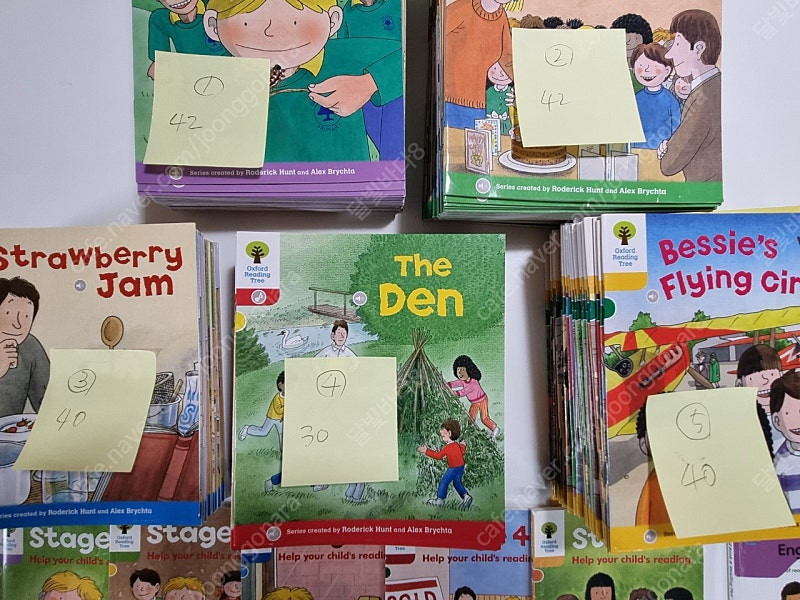 ①
42
Series created by Roderick Hunt and Alex Brychta
②
42
Series created by Roderick Hunt and Alex Brychta
Strawberry
Jam
③
40
Series created by Roderick Hunt and Alex Brychta
Oxford
Reading
Tree
The
Den
④
30
Series created by Roderick Hunt and Alex Brychta
Oxford
Reading
Tree
Bessie's
Flying Cir
⑤
40
Stage
Help your child's
Stage
Help your child's
Help your child's readin
4
SOLD
Oxford
Reading
Tree
St
Help your child's reading
Eng